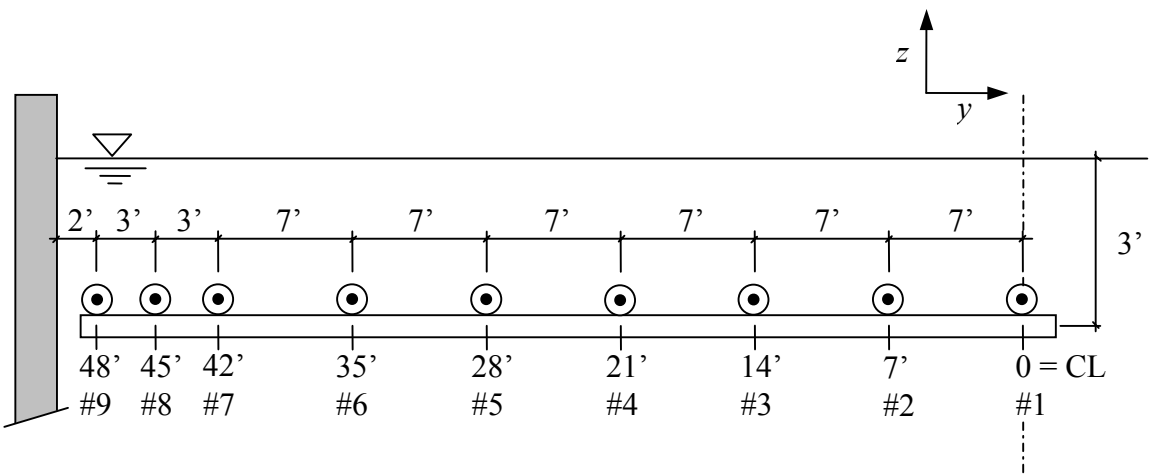 z
y
2’ 3’ 3’ 7’ 7’ 7’ 7’ 7’ 7’
3’
48’ 45’ 42’ 35’ 28’ 21’ 14’ 7’ 0 = CL
#9 #8 #7 #6 #5 #4 #3 #2 #1